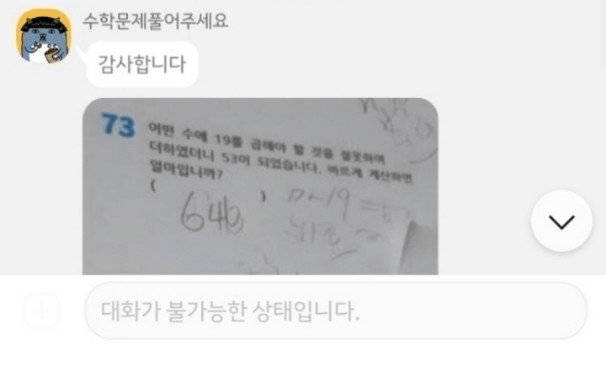 수학문제풀어주세요
감사합니다
73 어떤 수에 19를 곱해야 할 것을 잘못하여
더하였더니 53이 되었습니다. 바르게 계산하면
얼마입니까?
( )
646
대화가 불가능한 상태입니다.